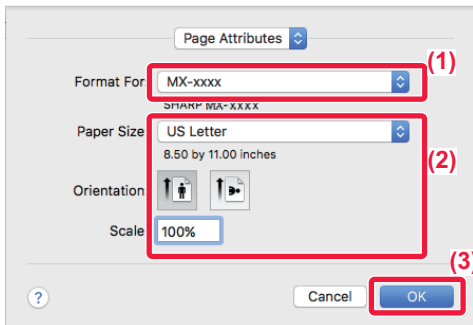 Page Attributes
(1)
Format For MX-xxxx
SHARP MX-xxxx
Paper Size US Letter
8.50 by 11.00 inches
(2)
Orientation
Scale 100%
(3)
? Cancel OK